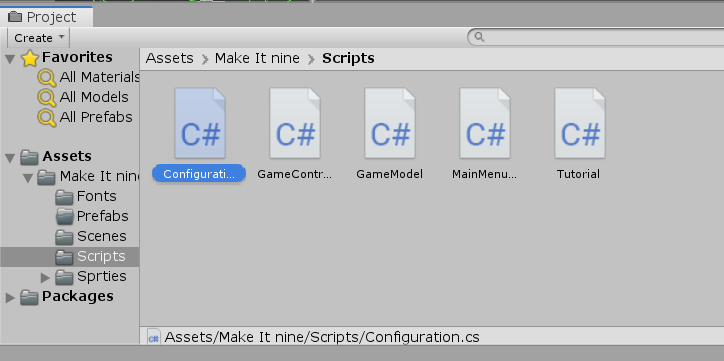 Project
Create
Favorites
All Materials
All Models
All Prefabs
Assets
Make It nine
Fonts
Prefabs
Scenes
Scripts
Sprties
Packages
Assets > Make It nine > Scripts
C# C# C# C# C#
Configurati... GameContr... GameModel MainMenu... Tutorial
C# Assets/Make It nine/Scripts/Configuration.cs